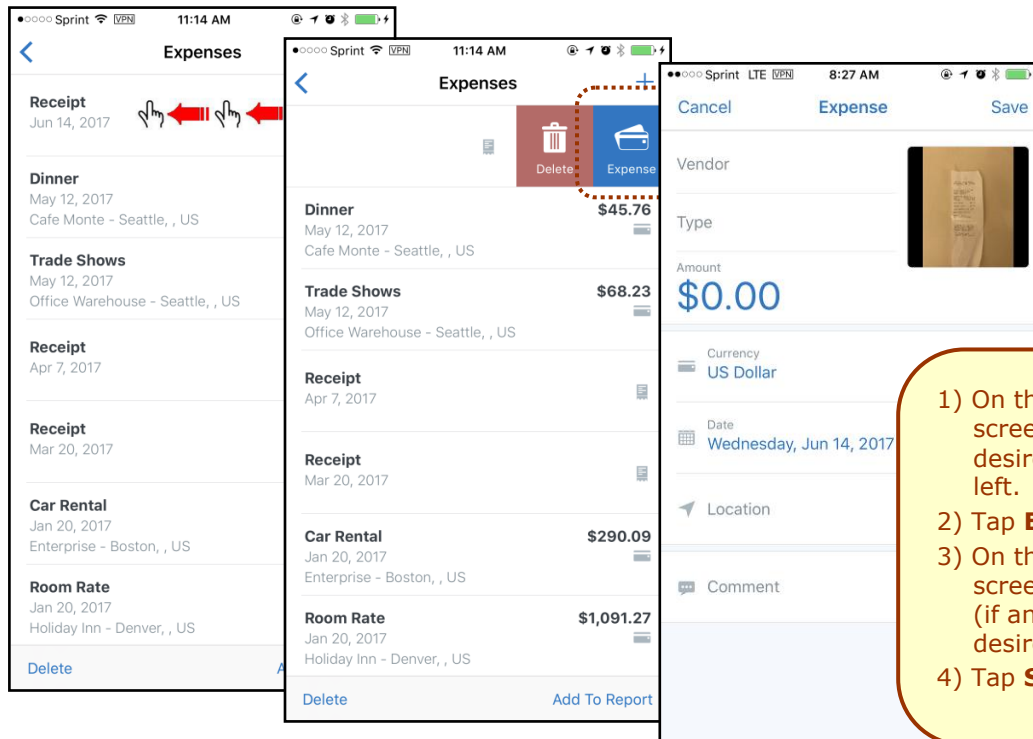 Sprint VPN 11:14 AM
Expenses
Receipt
Jun 14, 2017
Dinner
May 12, 2017
Cafe Monte - Seattle, , US
Trade Shows
May 12, 2017
Office Warehouse - Seattle, , US
Receipt
Apr 7, 2017
Receipt
Mar 20, 2017
Car Rental
Jan 20, 2017
Enterprise - Boston, , US
Room Rate
Jan 20, 2017
Holiday Inn - Denver, , US
Delete A
Sprint VPN 11:14 AM
Expenses
Delete Expense
Dinner $45.76
May 12, 2017
Cafe Monte - Seattle, , US
Trade Shows $68.23
May 12, 2017
Office Warehouse - Seattle, , US
Receipt
Apr 7, 2017
Receipt
Mar 20, 2017
Car Rental $290.09
Jan 20, 2017
Enterprise - Boston, , US
Room Rate $1,091.27
Jan 20, 2017
Holiday Inn - Denver, , US
Delete Add To Report
Sprint LTE VPN 8:27 AM
Cancel Expense Save
Vendor
Type
Amount
$0.00
Currency
US Dollar
Date
Wednesday, Jun 14, 2017
Location
Comment
1) On th
scree
desir
left.
2) Tap E
3) On th
scree
(if an
desir
4) Tap S